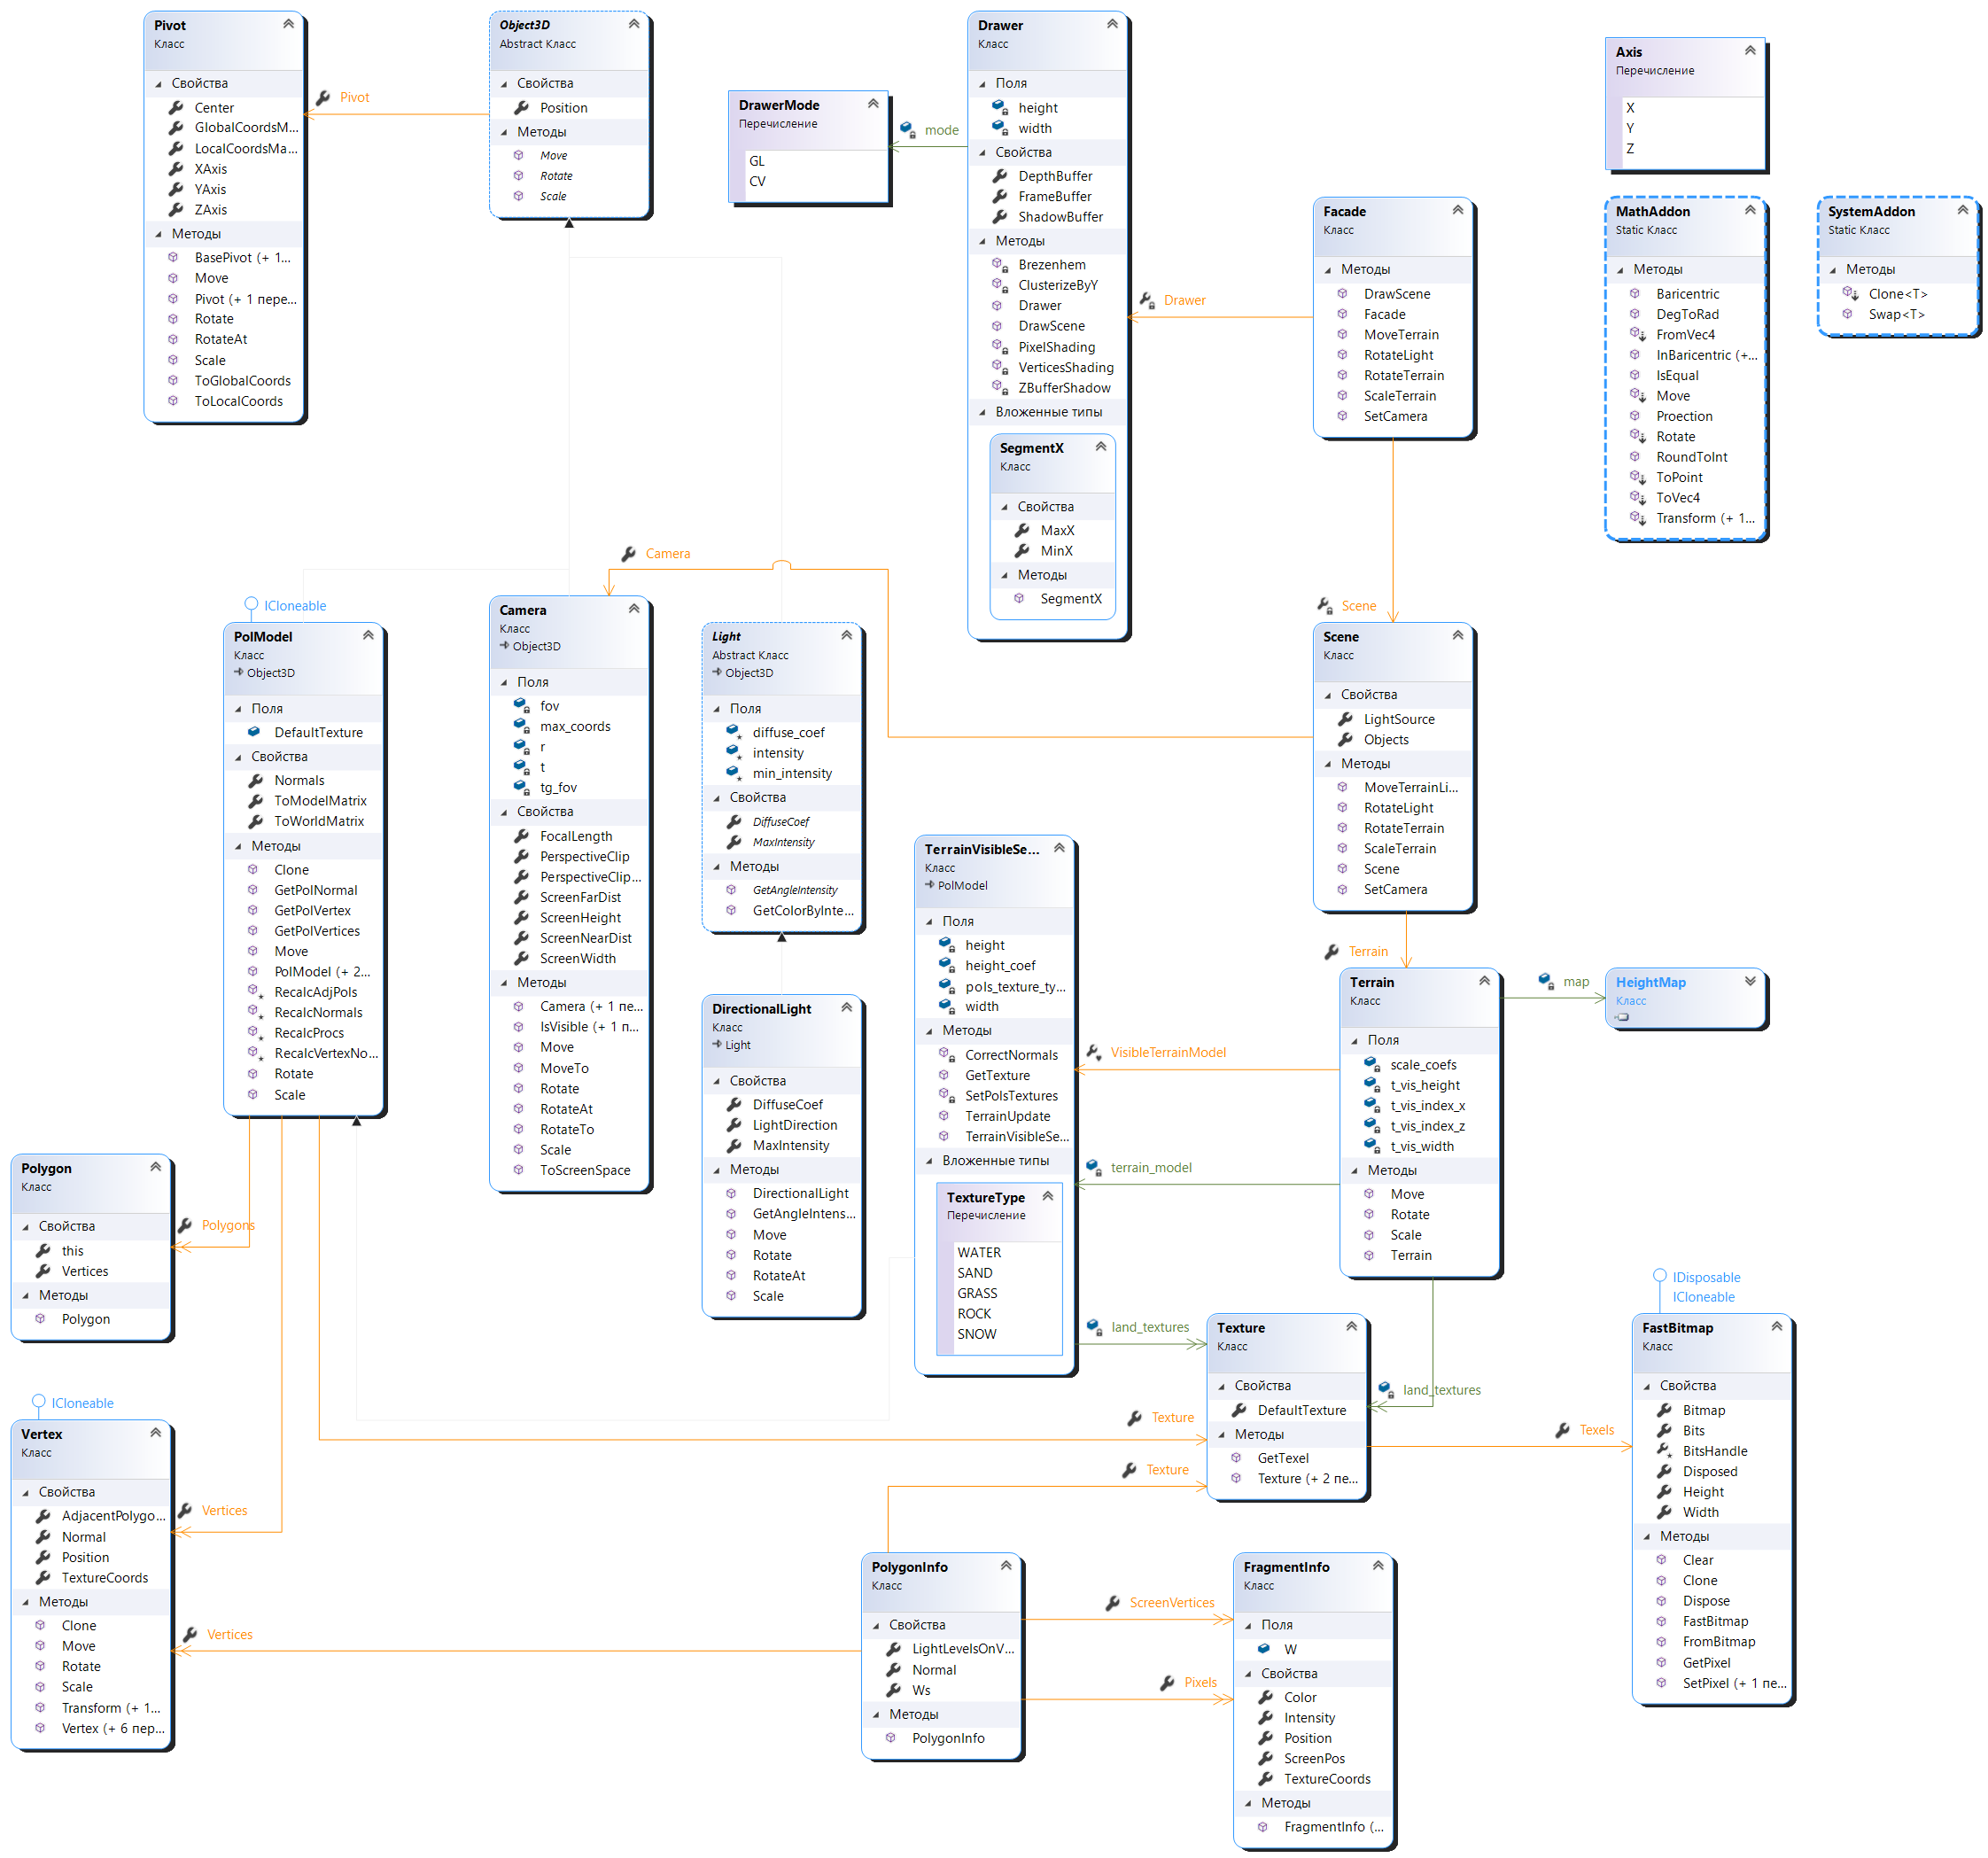 Pivot
Класс
Свойства
Center
GlobalCoordsM...
LocalCoordsMa...
XAxis
YAxis
ZAxis
Методы
BasePivot (+ 1...
Move
Pivot (+ 1 пере...
Rotate
RotateAt
Scale
ToGlobalCoords
ToLocalCoords
Pivot
Object3D
Abstract Класс
Свойства
Position
Методы
Move
Rotate
Scale
DrawerMode
Перечисление
GL
CV
mode
Drawer
Класс
Поля
height
width
Свойства
DepthBuffer
FrameBuffer
ShadowBuffer
Методы
Brezenhem
ClusterizeByY
Drawer
DrawScene
PixelShading
VerticesShading
ZBufferShadow
Вложенные типы
SegmentX
Класс
Свойства
MaxX
MinX
Методы
SegmentX
Drawer
Facade
Класс
Методы
DrawScene
Facade
MoveTerrain
RotateLight
RotateTerrain
ScaleTerrain
SetCamera
Axis
Перечисление
X
Y
Z
MathAddon
Static Класс
Методы
Baricentric
DegToRad
FromVec4
InBaricentric (+...
IsEqual
Move
Proection
Rotate
RoundToInt
ToPoint
ToVec4
Transform (+ 1...
SystemAddon
Static Класс
Методы
Clone<T>
Swap<T>
Camera
Scene
ICloneable
PolModel
Класс
Object3D
Поля
DefaultTexture
Свойства
Normals
ToModelMatrix
ToWorldMatrix
Методы
Clone
GetPolNormal
GetPolVertex
GetPolVertices
Move
PolModel (+ 2...
RecalcAdjPols
RecalcNormals
RecalcProcs
RecalcVertexNo...
Rotate
Scale
Camera
Класс
Object3D
Поля
fov
max_coords
r
t
tg_fov
Свойства
FocalLength
PerspectiveClip
PerspectiveClip...
ScreenFarDist
ScreenHeight
ScreenNearDist
ScreenWidth
Методы
Camera (+ 1 пе...
IsVisible (+ 1 п...
Move
MoveTo
Rotate
RotateAt
RotateTo
Scale
ToScreenSpace
Light
Abstract Класс
Object3D
Поля
diffuse_coef
intensity
min_intensity
Свойства
DiffuseCoef
MaxIntensity
Методы
GetAngleIntensity
GetColorByInte...
DirectionalLight
Класс
Light
Свойства
DiffuseCoef
LightDirection
MaxIntensity
Методы
DirectionalLight
GetAngleIntens...
Move
Rotate
RotateAt
Scale
TerrainVisibleSe...
Класс
PolModel
Поля
height
height_coef
pols_texture_ty...
width
Методы
CorrectNormals
GetTexture
SetPolsTextures
TerrainUpdate
TerrainVisibleSe...
Вложенные типы
TextureType
Перечисление
WATER
SAND
GRASS
ROCK
SNOW
Scene
Класс
Свойства
LightSource
Objects
Методы
MoveTerrainLi...
RotateLight
RotateTerrain
ScaleTerrain
Scene
SetCamera
Terrain
VisibleTerrainModel
terrain_model
Terrain
Класс
Поля
scale_coefs
t_vis_height
t_vis_index_x
t_vis_index_z
t_vis_width
Методы
Move
Rotate
Scale
Terrain
map
HeightMap
Класс
Polygon
Класс
Свойства
this
Vertices
Методы
Polygon
Polygons
ICloneable
Vertex
Класс
Свойства
AdjacentPolygo...
Normal
Position
TextureCoords
Методы
Clone
Move
Rotate
Scale
Transform (+ 1...
Vertex (+ 6 пер...
Vertices
Vertices
land_textures
Texture
Texture
Texture
Класс
Свойства
DefaultTexture
Методы
GetTexel
Texture (+ 2 пе...
land_textures
Texels
IDisposable
ICloneable
FastBitmap
Класс
Свойства
Bitmap
Bits
BitsHandle
Disposed
Height
Width
Методы
Clear
Clone
Dispose
FastBitmap
FromBitmap
GetPixel
SetPixel (+ 1 пе...
PolygonInfo
Класс
Свойства
LightLevelsOnV...
Normal
Ws
Методы
PolygonInfo
ScreenVertices
Pixels
FragmentInfo
Класс
Поля
W
Свойства
Color
Intensity
Position
ScreenPos
TextureCoords
Методы
FragmentInfo (...